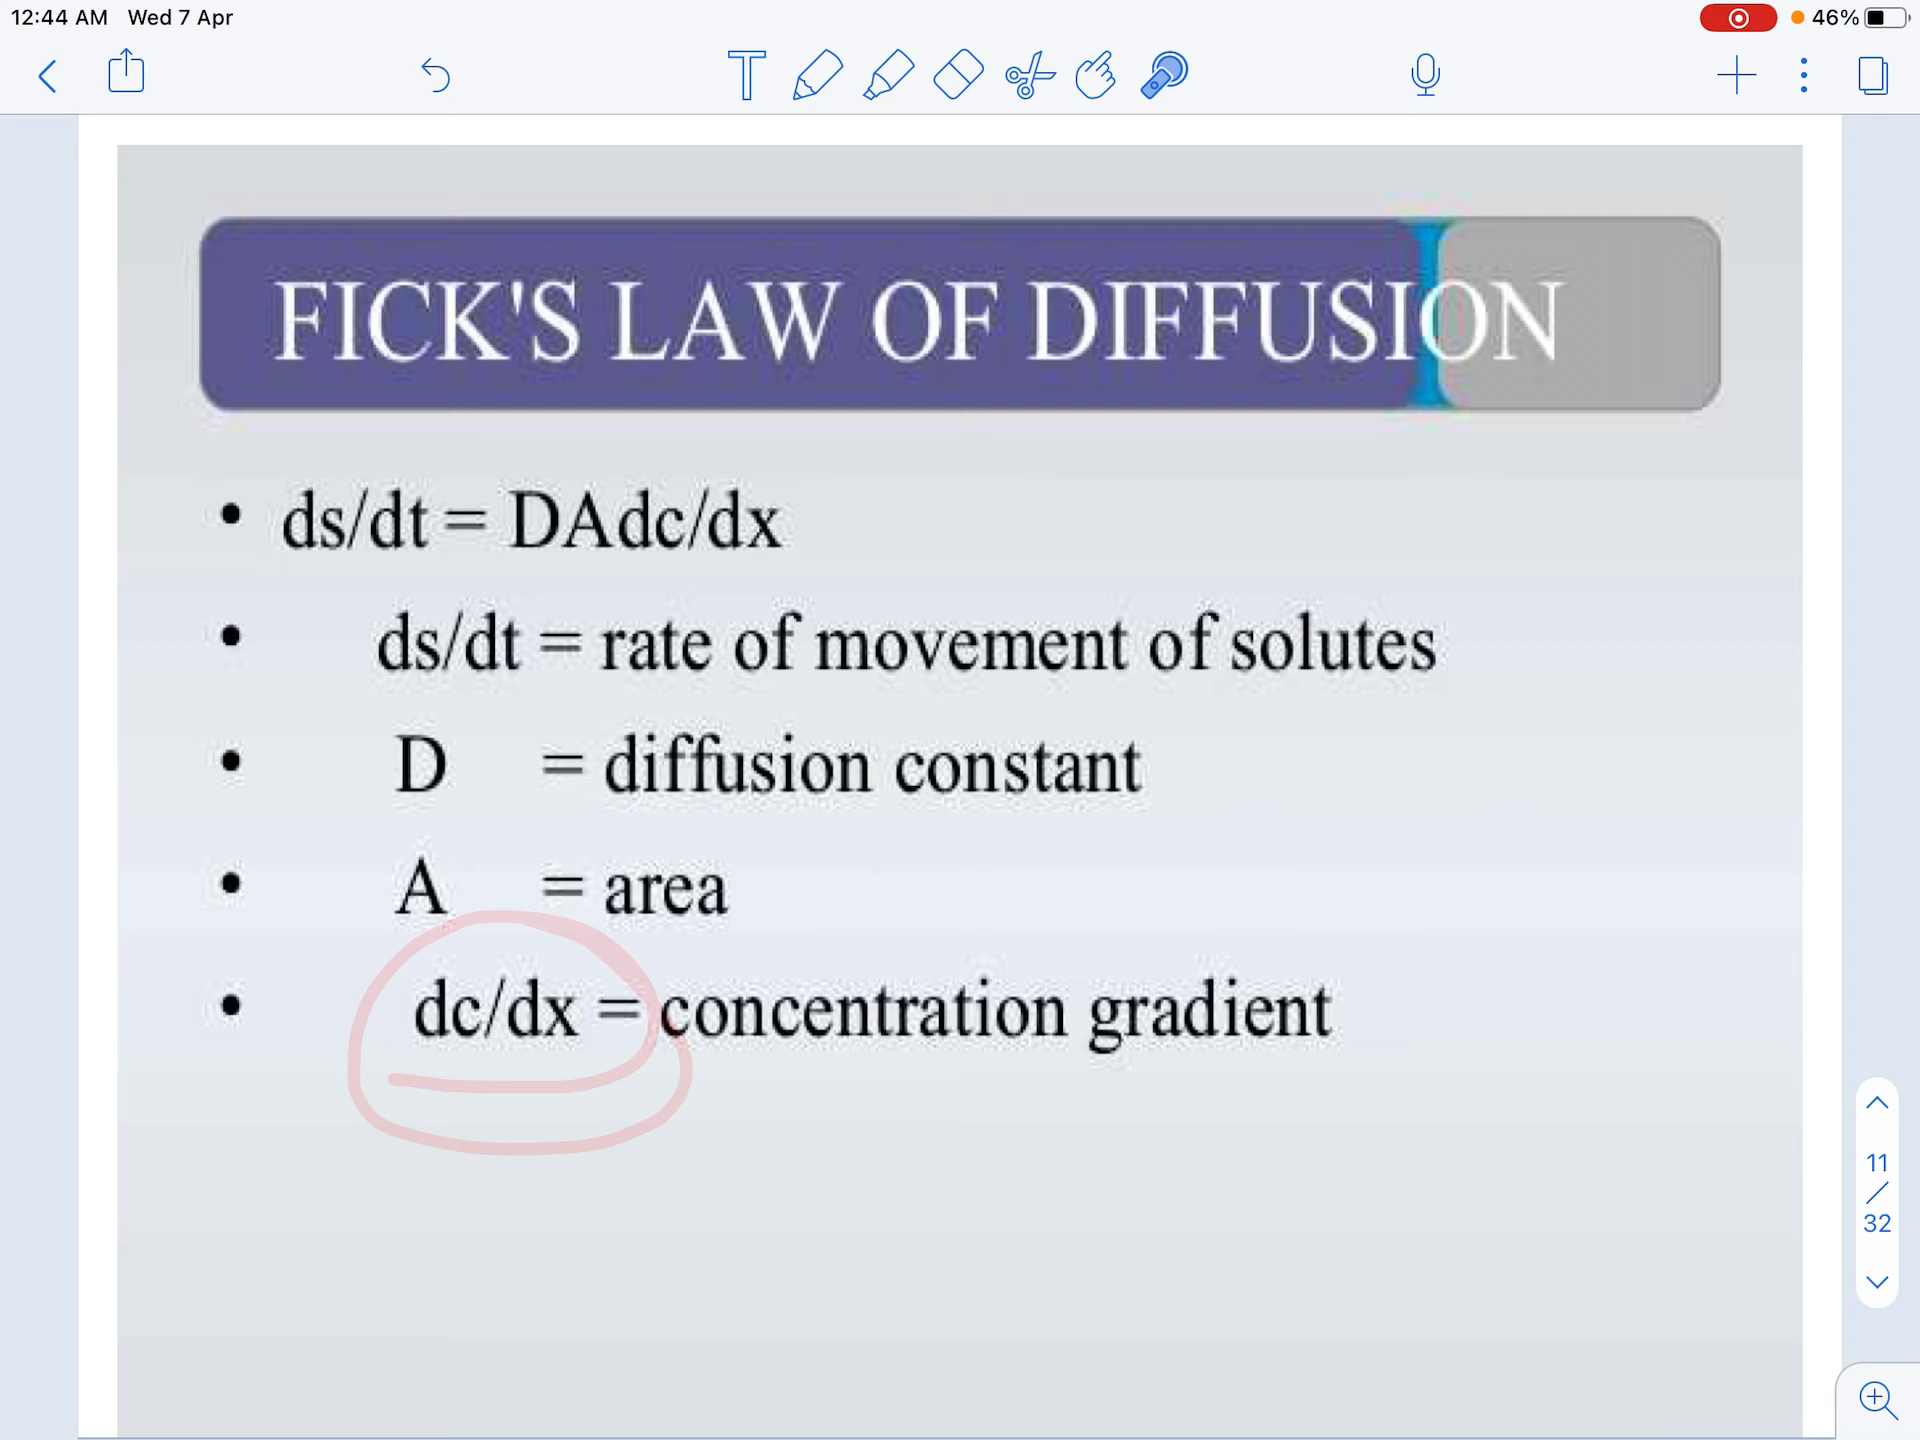 12:44 AM Wed 7 Apr
46%
FICK'S LAW OF DIFFUSION
• ds/dt = DAdc/dx
• ds/dt = rate of movement of solutes
• D = diffusion constant
• A = area
• dc/dx = concentration gradient
11
/
32